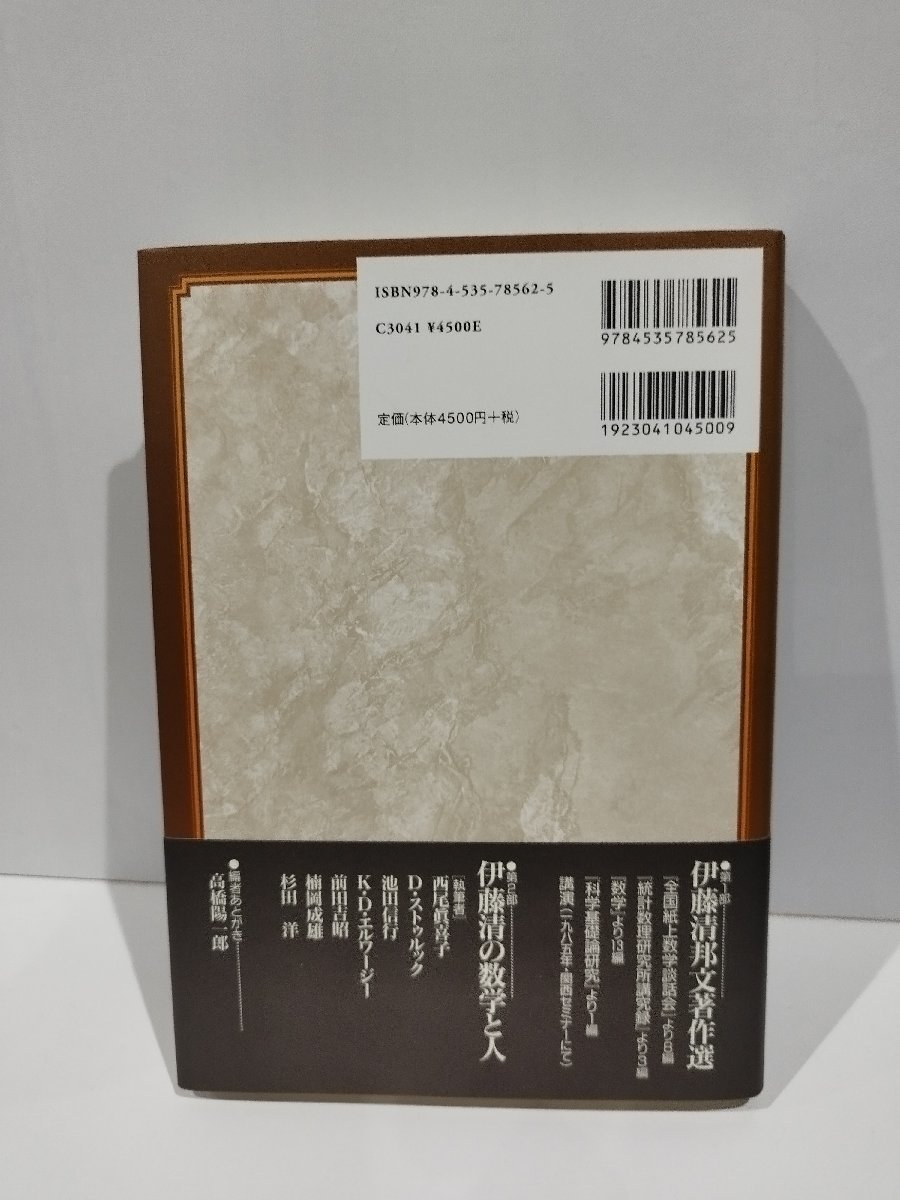 ISBN978-4-535-78562-5
C3041 ¥4500E
定価(本体4500円+税)
9784535785625
1923041045009
●第1部
伊藤清邦文著作選
『全国紙上数学談話会』より8編
『統計数理研究所講究録』より3編
『数学』より13編
『科学基礎論研究』より1編
講演(一九八五年・関西セミナーにて)
●第2部
伊藤清の数学と人
[執筆者]
西尾眞喜子
D・ストゥルック
池田信行
K・D・エルワージー
前田吉昭
楠岡成雄
杉田 洋
●編者あとがき
高橋陽一郎